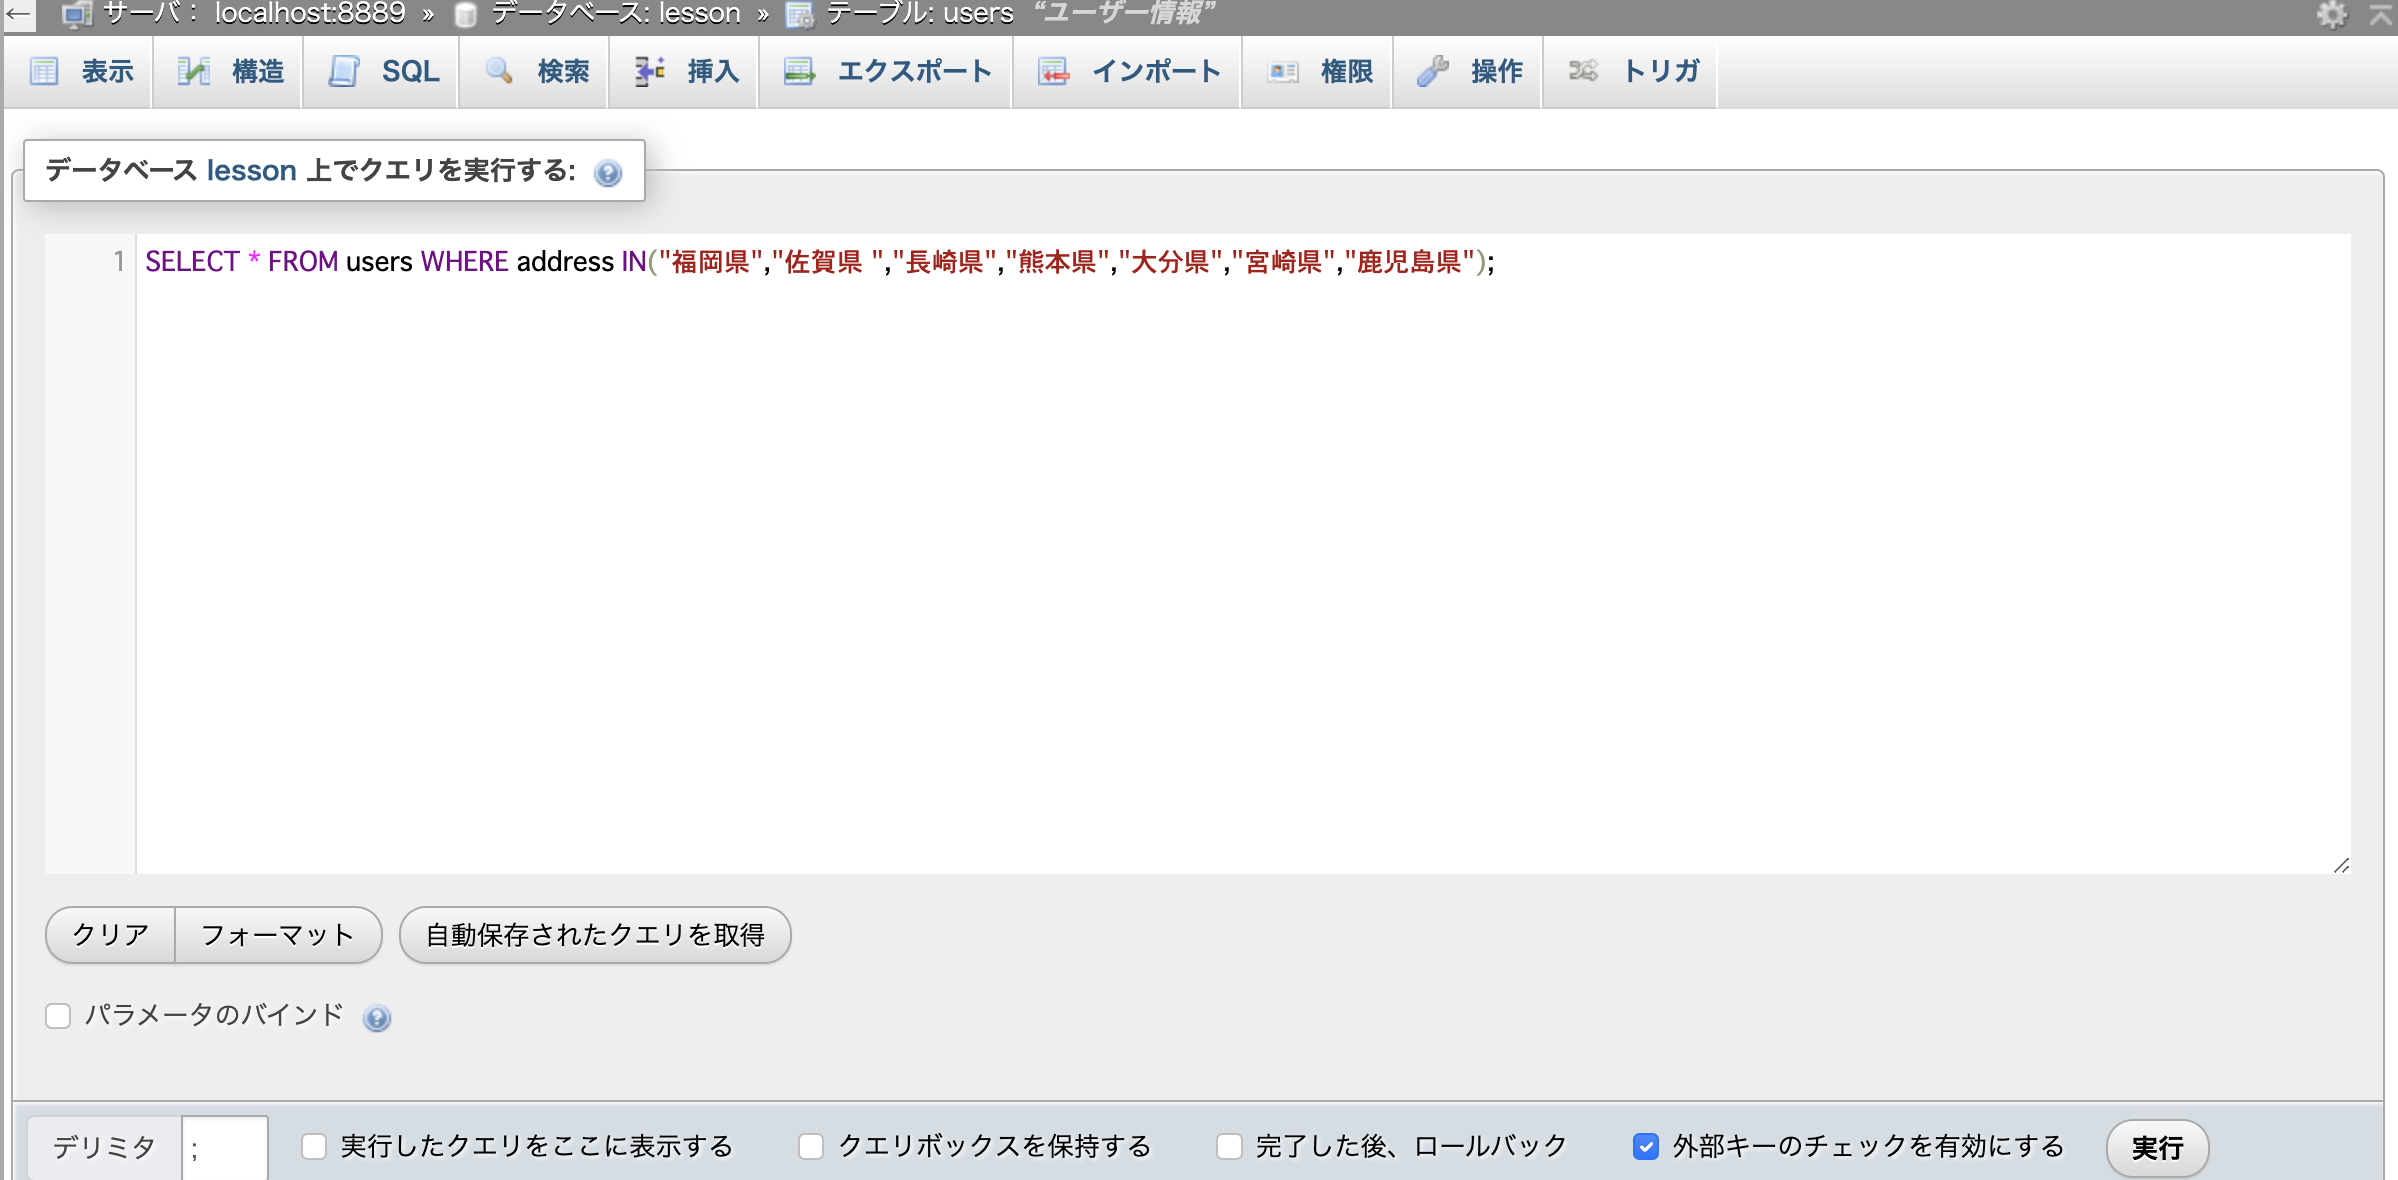 ← サーバ: localhost:8889 » データベース: lesson » テーブル: users “ユーザー情報”
表示 構造 SQL 検索 挿入 エクスポート インポート 権限 操作 トリガ
データベース lesson 上でクエリを実行する:
1 SELECT * FROM users WHERE address IN("福岡県","佐賀県 ","長崎県","熊本県","大分県","宮崎県","鹿児島県");
クリア フォーマット 自動保存されたクエリを取得
パラメータのバインド
デリミタ ; 実行したクエリをここに表示する クエリボックスを保持する 完了した後、ロールバック 外部キーのチェックを有効にする 実行